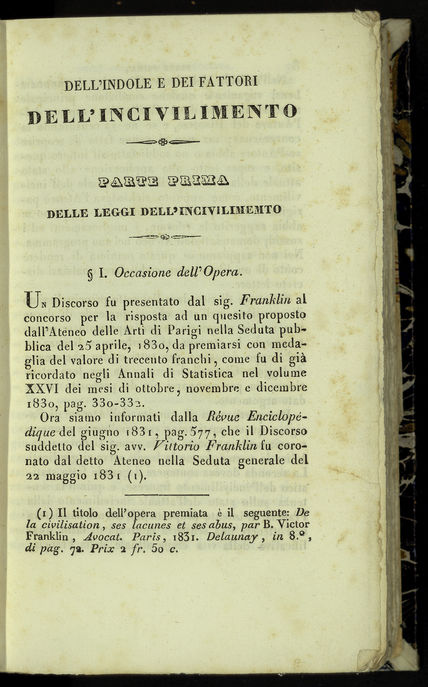 DELL'INDOLE E DEI FATTORI
DELL'INCIVILIMENTO
PARTE PRIMA
DELLE LEGGI DELL'INCIVILIMEMTO
§ I. Occasione dell'Opera.
Un Discorso fu presentato dal sig. Franklin al
concorso per la risposta ad un quesito proposto
dall'Ateneo delle Arti di Parigi nella Seduta pub-
blica del 25 aprile, 1830, da premiarsi con meda-
glia del valore di trecento franchi, come fu di già
ricordato negli Annali di Statistica nel volume
XXVI dei mesi di ottobre, novembre e dicembre
1830, pag. 330-332.
Ora siamo informati dalla Révue Enciclopé-
dique del giugno 1831, pag. 577, che il Discorso
suddetto del sig. avv. Vittorio Franklin fu coro-
nato dal detto Ateneo nella Seduta generale del
22 maggio 1831 (1).
(1) Il titolo dell'opera premiata è il seguente: De
la civilisation, ses lacunes et ses abus, par B. Victor
Franklin, Avocat. Paris, 1831. Delaunay, in 8.°,
di pag. 72. Prix 2 fr. 50 c.